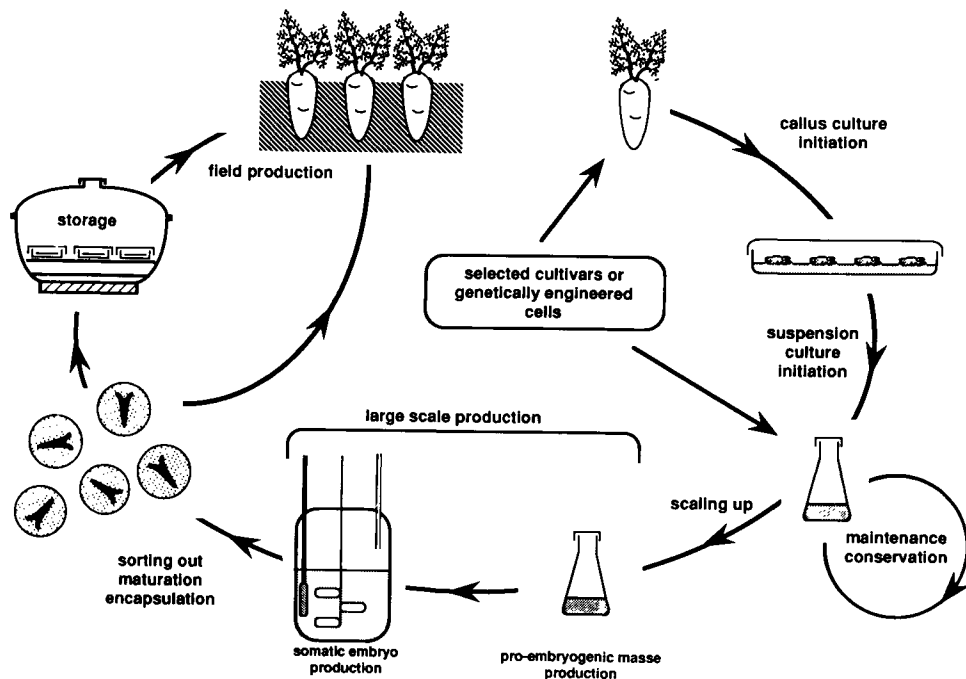 field production
callus culture
initiation
storage
selected cultivars or
genetically engineered
cells
suspension
culture
initiation
large scale production
scaling up
maintenance
conservation
sorting out
maturation
encapsulation
somatic embryo
production
pro-embryogenic masse
production